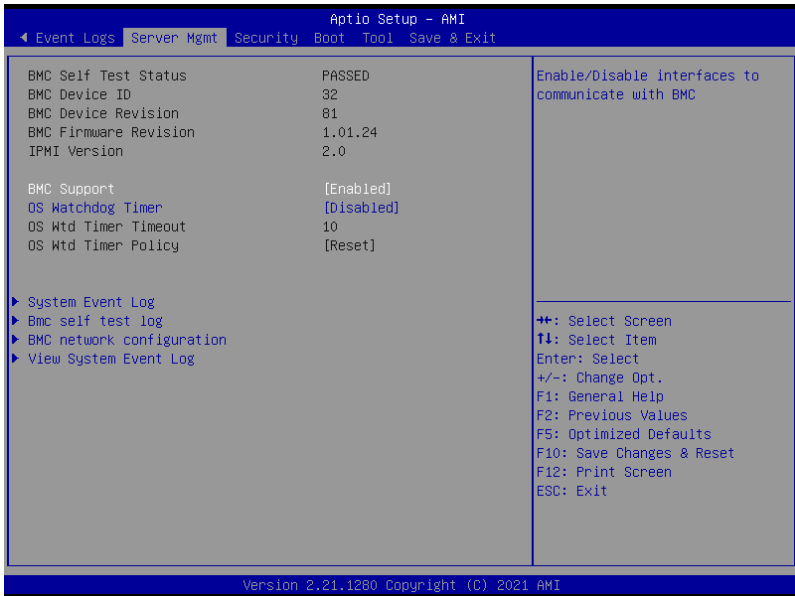 Aptio Setup – AMI
Event Logs Server Mgmt Security Boot Tool Save & Exit
BMC Self Test Status PASSED
BMC Device ID 32
BMC Device Revision 81
BMC Firmware Revision 1.01.24
IPMI Version 2.0
BMC Support [Enabled]
OS Watchdog Timer [Disabled]
OS Wtd Timer Timeout 10
OS Wtd Timer Policy [Reset]
System Event Log
Bmc self test log
BMC network configuration
View System Event Log
Enable/Disable interfaces to
communicate with BMC
→←: Select Screen
↑↓: Select Item
Enter: Select
+/-: Change Opt.
F1: General Help
F2: Previous Values
F5: Optimized Defaults
F10: Save Changes & Reset
F12: Print Screen
ESC: Exit
Version 2.21.1280 Copyright (C) 2021 AMI